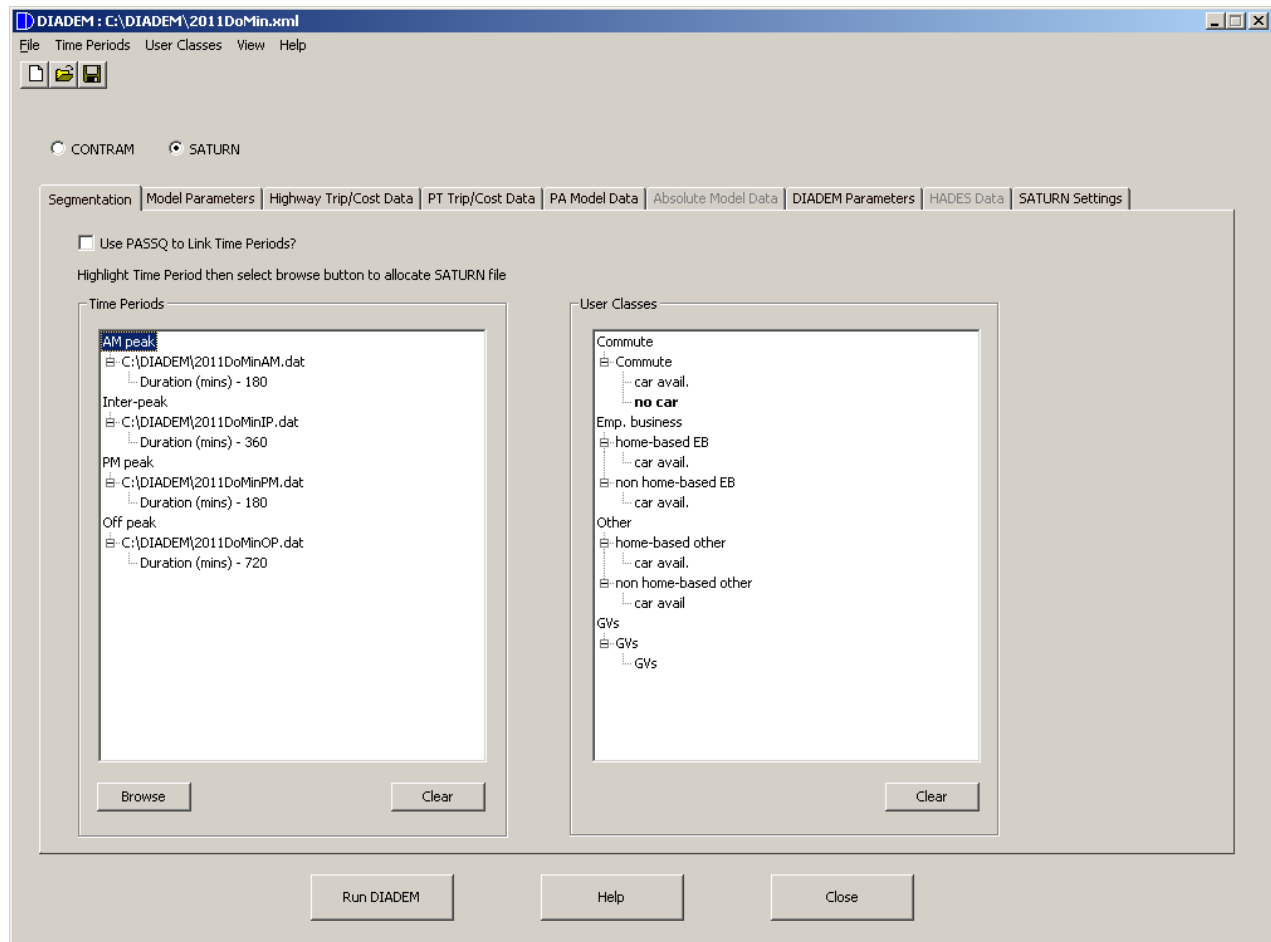 DIADEM : C:\DIADEM\2011DoMin.xml
File Time Periods User Classes View Help
CONTRAM SATURN
Segmentation Model Parameters Highway Trip/Cost Data PT Trip/Cost Data PA Model Data Absolute Model Data DIADEM Parameters HADES Data SATURN Settings
Use PASSQ to Link Time Periods?
Highlight Time Period then select browse button to allocate SATURN file
Time Periods
AM peak
C:\DIADEM\2011DoMinAM.dat
Duration (mins) - 180
Inter-peak
C:\DIADEM\2011DoMinIP.dat
Duration (mins) - 360
PM peak
C:\DIADEM\2011DoMinPM.dat
Duration (mins) - 180
Off peak
C:\DIADEM\2011DoMinOP.dat
Duration (mins) - 720
Browse Clear
User Classes
Commute
Commute
car avail.
no car
Emp. business
home-based EB
car avail.
non home-based EB
car avail.
Other
home-based other
car avail.
non home-based other
car avail
GVs
GVs
GVs
Clear
Run DIADEM Help Close